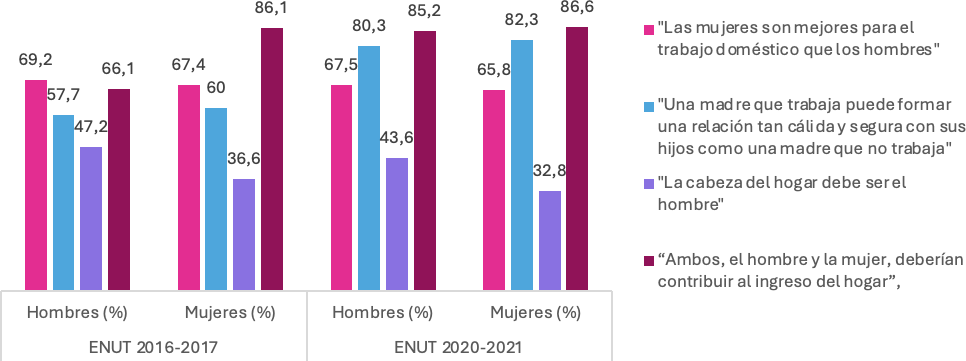 69,2
57,7
47,2
66,1
67,4
60
36,6
86,1
67,5
80,3
43,6
85,2
65,8
82,3
32,8
86,6
Hombres (%)
Mujeres (%)
Hombres (%)
Mujeres (%)
ENUT 2016-2017
ENUT 2020-2021
"Las mujeres son mejores para el
trabajo doméstico que los hombres"
"Una madre que trabaja puede formar
una relación tan cálida y segura con sus
hijos como una madre que no trabaja"
"La cabeza del hogar debe ser el
hombre"
“Ambos, el hombre y la mujer, deberían
contribuir al ingreso del hogar”,